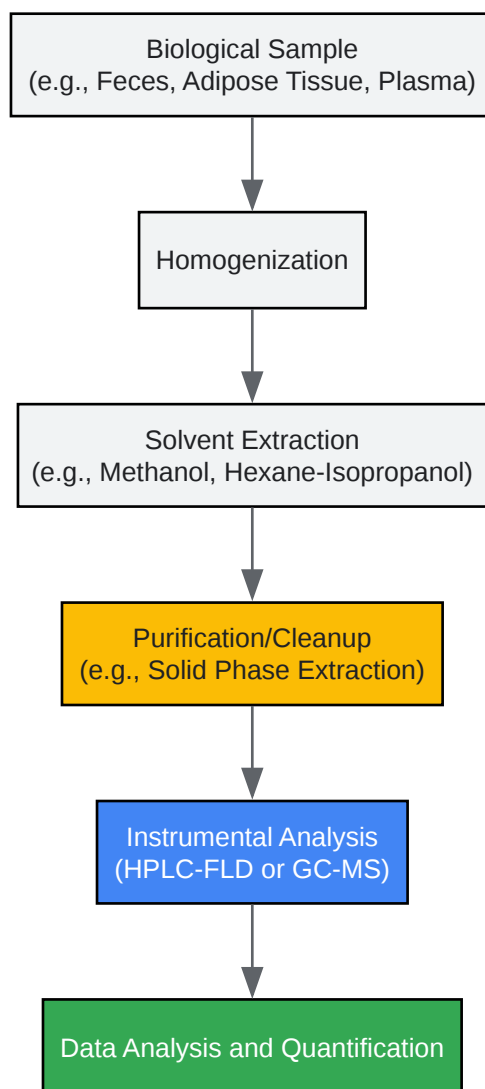 Biological Sample
(e.g., Feces, Adipose Tissue, Plasma)
Homogenization
Solvent Extraction
(e.g., Methanol, Hexane-Isopropanol)
Purification/Cleanup
(e.g., Solid Phase Extraction)
Instrumental Analysis
(HPLC-FLD or GC-MS)
Data Analysis and Quantification